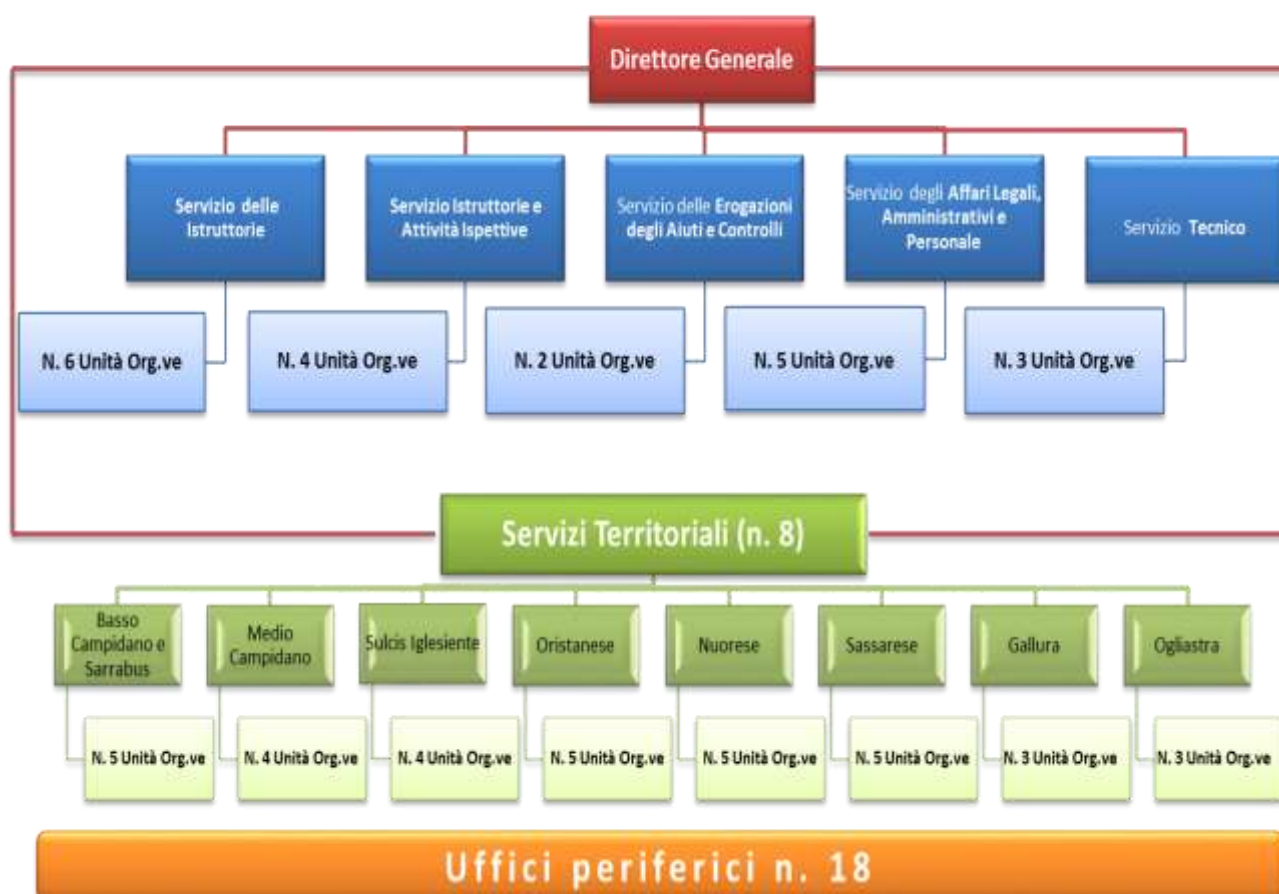 Direttore Generale
Servizio delle
Istruttorie
Servizio Istruttorie e
Attività Ispettive
Servizio delle Erogazioni
degli Aiuti e Controlli
Servizio degli Affari Legali,
Amministrativi e
Personale
Servizio Tecnico
N. 6 Unità Org.ve
N. 4 Unità Org.ve
N. 2 Unità Org.ve
N. 5 Unità Org.ve
N. 3 Unità Org.ve
Servizi Territoriali (n. 8)
Basso
Campidano e
Sarrabus
Medio
Campidano
Sulcis Iglesiente
Oristanese
Nuorese
Sassarese
Gallura
Ogliastra
N. 5 Unità Org.ve
N. 4 Unità Org.ve
N. 4 Unità Org.ve
N. 5 Unità Org.ve
N. 5 Unità Org.ve
N. 5 Unità Org.ve
N. 3 Unità Org.ve
N. 3 Unità Org.ve
Uffici periferici n. 18